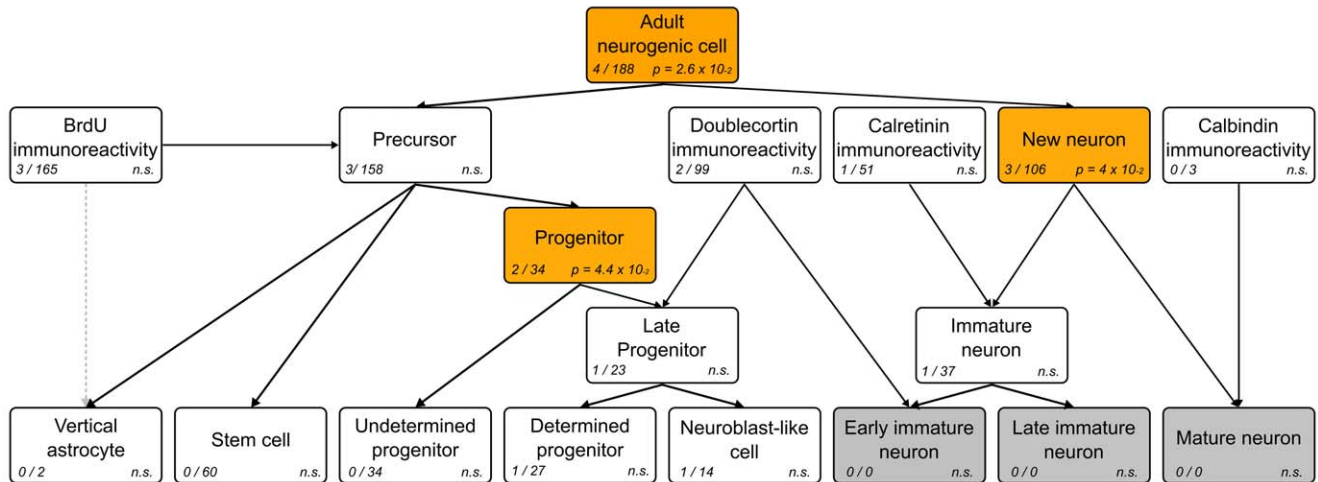 Adult
neurogenic cell
4 / 188 p = 2.6 x 10-2
BrdU
immunoreactivity
3 / 165 n.s.
Precursor
3/ 158 n.s.
Doublecortin
immunoreactivity
2 / 99 n.s.
Calretinin
immunoreactivity
1 / 51 n.s.
New neuron
3 / 106 p = 4 x 10-2
Calbindin
immunoreactivity
0 / 3 n.s.
Progenitor
2 / 34 p = 4.4 x 10-2
Late
Progenitor
1 / 23 n.s.
Immature
neuron
1 / 37 n.s.
Vertical
astrocyte
0 / 2 n.s.
Stem cell
0 / 60 n.s.
Undetermined
progenitor
0 / 34 n.s.
Determined
progenitor
1 / 27 n.s.
Neuroblast-like
cell
1 / 14 n.s.
Early immature
neuron
0 / 0 n.s.
Late immature
neuron
0 / 0 n.s.
Mature neuron
0 / 0 n.s.